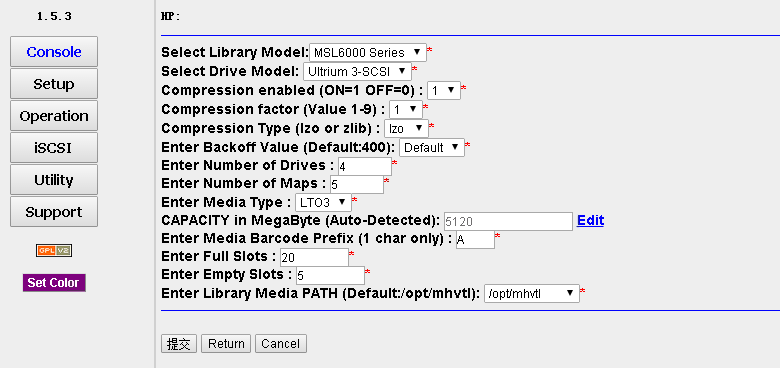 1.5.3
Console
Setup
Operation
iSCSI
Utility
Support
GPL V2
Set Color
HP:
Select Library Model: MSL6000 Series *
Select Drive Model: Ultrium 3-SCSI *
Compression enabled (ON=1 OFF=0) : 1 *
Compression factor (Value 1-9) : 1 *
Compression Type (lzo or zlib) : lzo *
Enter Backoff Value (Default:400): Default *
Enter Number of Drives : 4 *
Enter Number of Maps : 5 *
Enter Media Type : LTO3 *
CAPACITY in MegaByte (Auto-Detected): 5120 Edit
Enter Media Barcode Prefix (1 char only) : A *
Enter Full Slots : 20 *
Enter Empty Slots : 5 *
Enter Library Media PATH (Default:/opt/mhvtl): /opt/mhvtl *
提交 Return Cancel